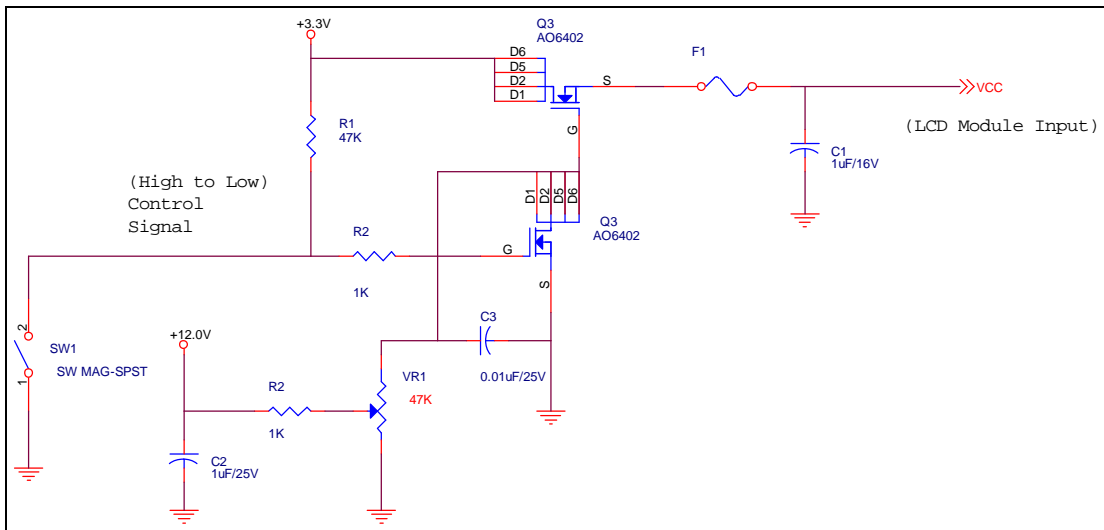 +3.3V
Q3
AO6402
F1
D6
D5
D2
D1
S
G
VCC
(LCD Module Input)
R1
47K
C1
1uF/16V
(High to Low)
Control
Signal
D1
D2
D5
D6
Q3
AO6402
R2
1K
G
S
2
1
SW1
SW MAG-SPST
+12.0V
C3
0.01uF/25V
R2
1K
VR1
47K
C2
1uF/25V